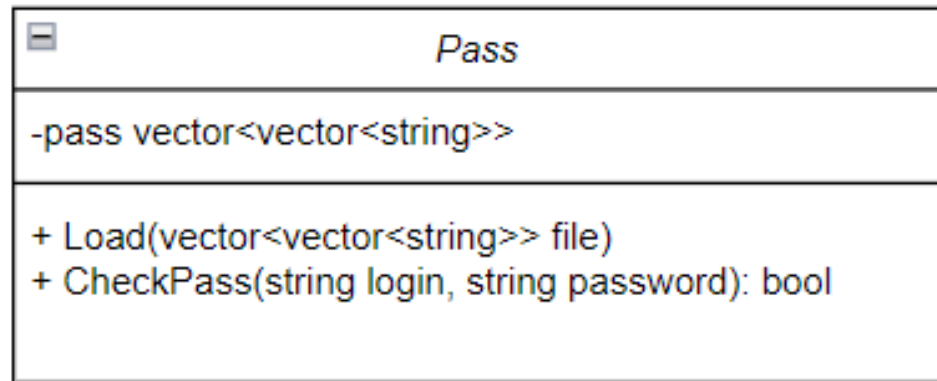 Pass
-pass vector<vector<string>>
+ Load(vector<vector<string>> file)
+ CheckPass(string login, string password): bool